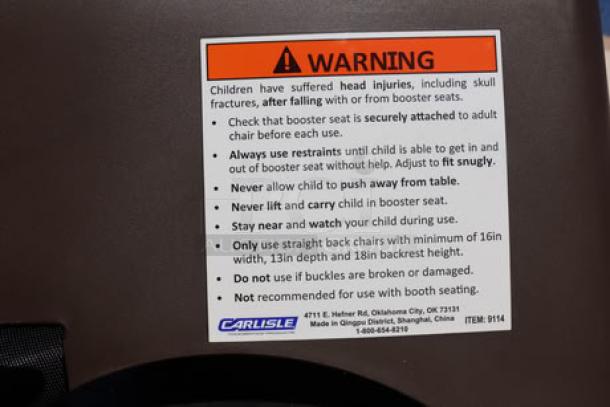 WARNING
Children have suffered head injuries, including skull
fractures, after falling with or from booster seats.
• Check that booster seat is securely attached to adult
chair before each use.
• Always use restraints until child is able to get in and
out of booster seat without help. Adjust to fit snugly.
• Never allow child to push away from table.
• Never lift and carry child in booster seat.
• Stay near and watch your child during use.
• Only use straight back chairs with minimum of 16in
width, 13in depth and 18in backrest height.
• Do not use if buckles are broken or damaged.
• Not recommended for use with booth seating.
CARLISLE
4711 E. Hefner Rd, Oklahoma City, OK 73131
Made in Qingpu District, Shanghai, China
1-800-654-8210
ITEM: 9114